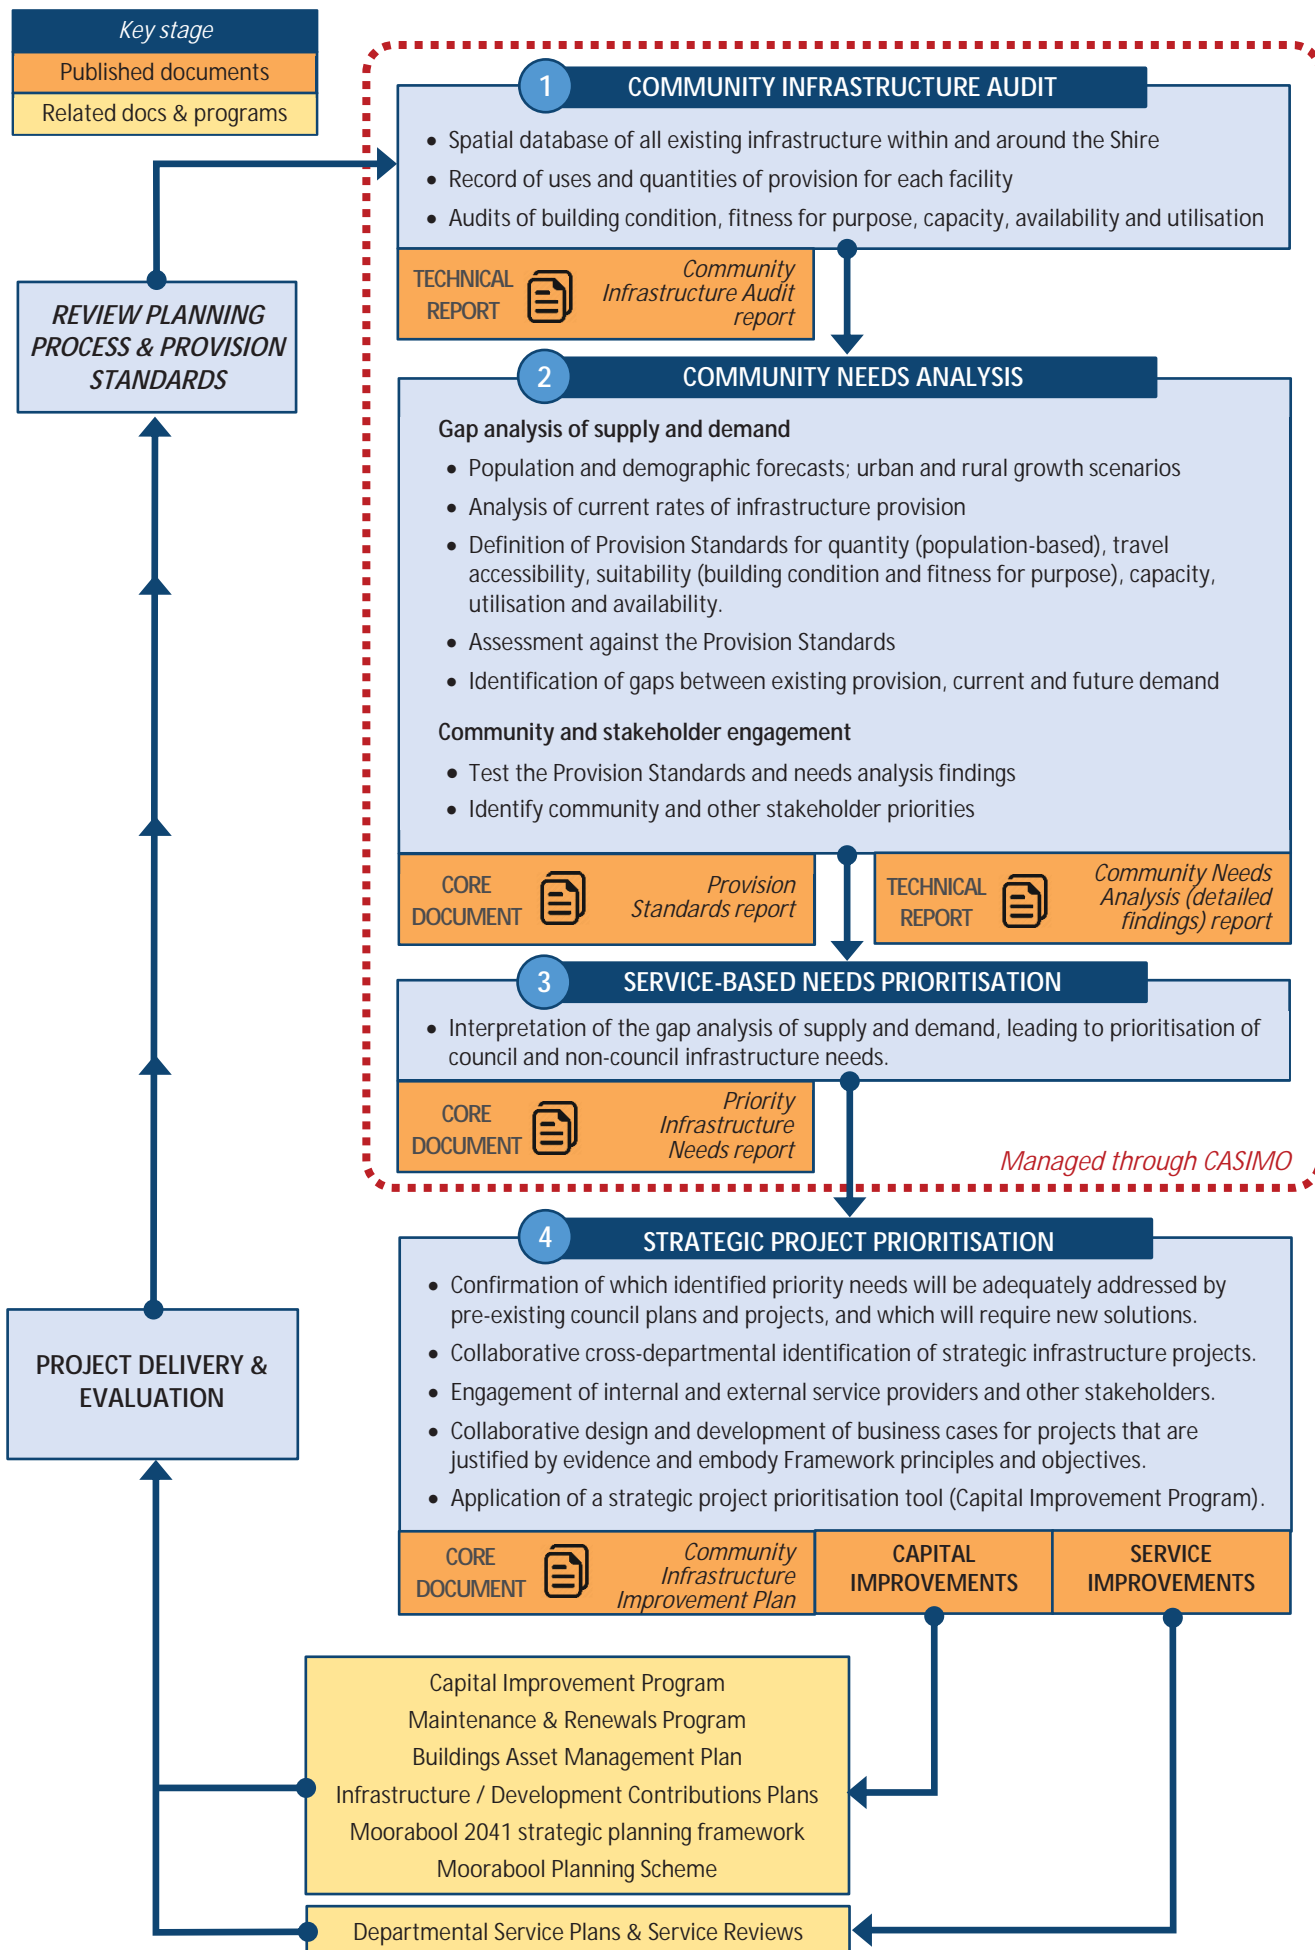 Key stage
Published documents
Related docs & programs
1
COMMUNITY INFRASTRUCTURE AUDIT
• Spatial database of all existing infrastructure within and around the Shire
• Record of uses and quantities of provision for each facility
• Audits of building condition, fitness for purpose, capacity, availability and utilisation
TECHNICAL
REPORT
Community
Infrastructure Audit
report
REVIEW PLANNING
PROCESS & PROVISION
STANDARDS
2
COMMUNITY NEEDS ANALYSIS
Gap analysis of supply and demand
• Population and demographic forecasts; urban and rural growth scenarios
• Analysis of current rates of infrastructure provision
• Definition of Provision Standards for quantity (population-based), travel
accessibility, suitability (building condition and fitness for purpose), capacity,
utilisation and availability.
• Assessment against the Provision Standards
• Identification of gaps between existing provision, current and future demand
Community and stakeholder engagement
• Test the Provision Standards and needs analysis findings
• Identify community and other stakeholder priorities
CORE
DOCUMENT
Provision
Standards report
TECHNICAL
REPORT
Community Needs
Analysis (detailed
findings) report
3
SERVICE-BASED NEEDS PRIORITISATION
• Interpretation of the gap analysis of supply and demand, leading to prioritisation of
council and non-council infrastructure needs.
CORE
DOCUMENT
Priority
Infrastructure
Needs report
Managed through CASIMO
4
STRATEGIC PROJECT PRIORITISATION
• Confirmation of which identified priority needs will be adequately addressed by
pre-existing council plans and projects, and which will require new solutions.
• Collaborative cross-departmental identification of strategic infrastructure projects.
• Engagement of internal and external service providers and other stakeholders.
• Collaborative design and development of business cases for projects that are
justified by evidence and embody Framework principles and objectives.
• Application of a strategic project prioritisation tool (Capital Improvement Program).
PROJECT DELIVERY &
EVALUATION
CORE
DOCUMENT
Community
Infrastructure
Improvement Plan
CAPITAL
IMPROVEMENTS
SERVICE
IMPROVEMENTS
Capital Improvement Program
Maintenance & Renewals Program
Buildings Asset Management Plan
Infrastructure / Development Contributions Plans
Moorabool 2041 strategic planning framework
Moorabool Planning Scheme
Departmental Service Plans & Service Reviews